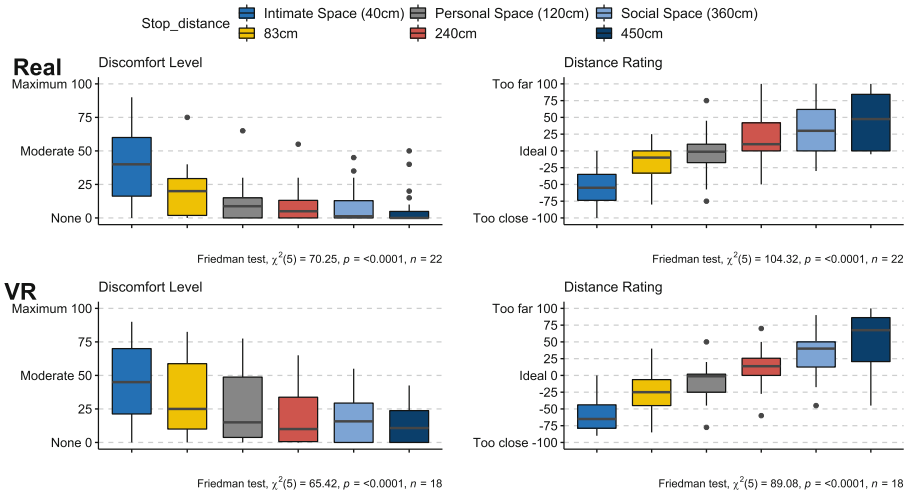 Stop_distance
Intimate Space (40cm) Personal Space (120cm) Social Space (360cm)
83cm 240cm 450cm
Real
Discomfort Level
Maximum 100
75
Moderate 50
25
None 0
Friedman test, χ²(5) = 70.25, p = <0.0001, n = 22
Distance Rating
Too far 100
75
50
25
Ideal 0
-25
-50
-75
Too close -100
Friedman test, χ²(5) = 104.32, p = <0.0001, n = 22
VR
Discomfort Level
Maximum 100
75
Moderate 50
25
None 0
Friedman test, χ²(5) = 65.42, p = <0.0001, n = 18
Distance Rating
Too far 100
75
50
25
Ideal 0
-25
-50
-75
Too close -100
Friedman test, χ²(5) = 89.08, p = <0.0001, n = 18